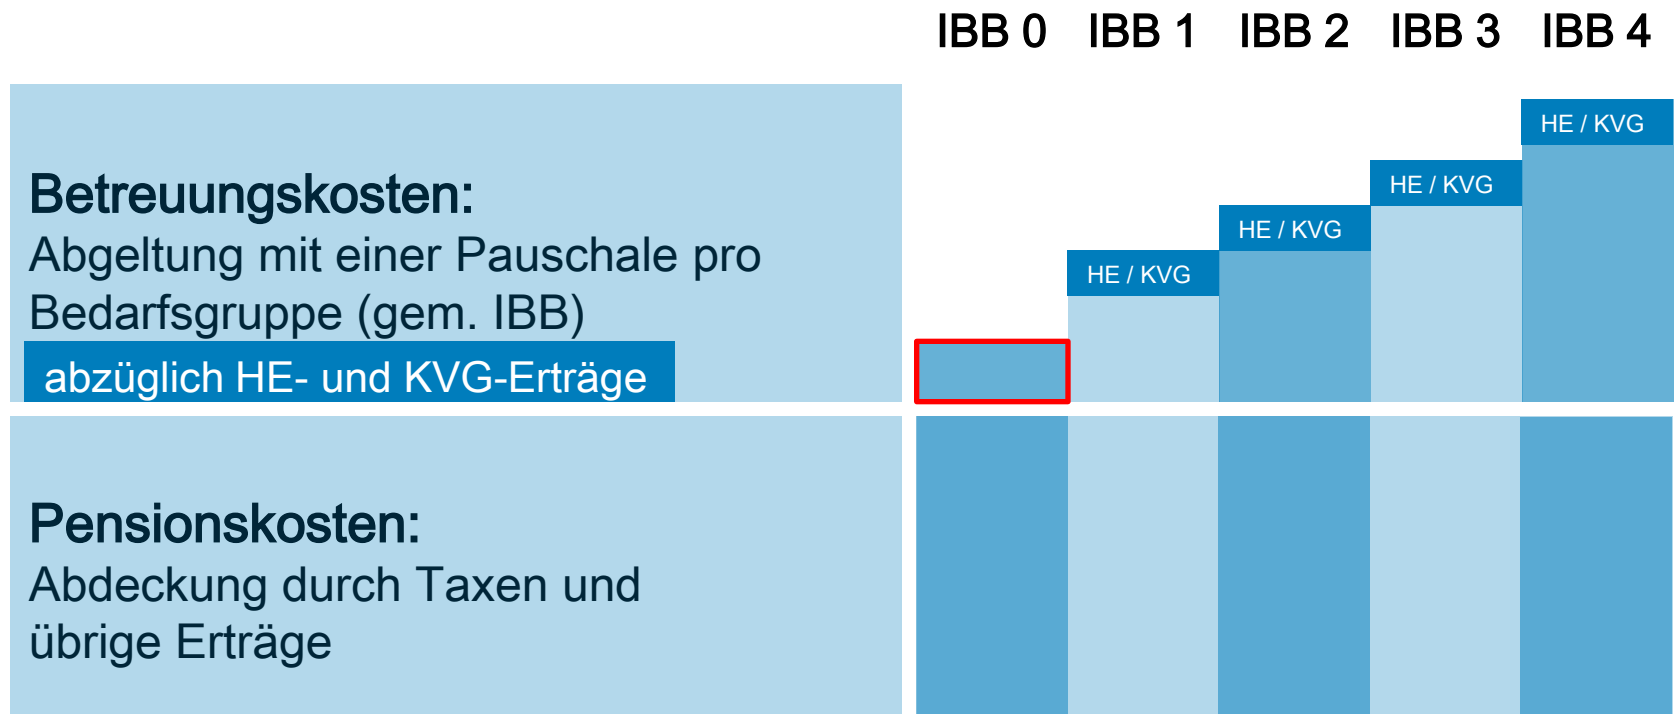 IBB 0 IBB 1 IBB 2 IBB 3 IBB 4
Betreuungskosten:
Abgeltung mit einer Pauschale pro
Bedarfsgruppe (gem. IBB)
abzüglich HE- und KVG-Erträge
HE / KVG
HE / KVG
HE / KVG
HE / KVG
Pensionskosten:
Abdeckung durch Taxen und
übrige Erträge